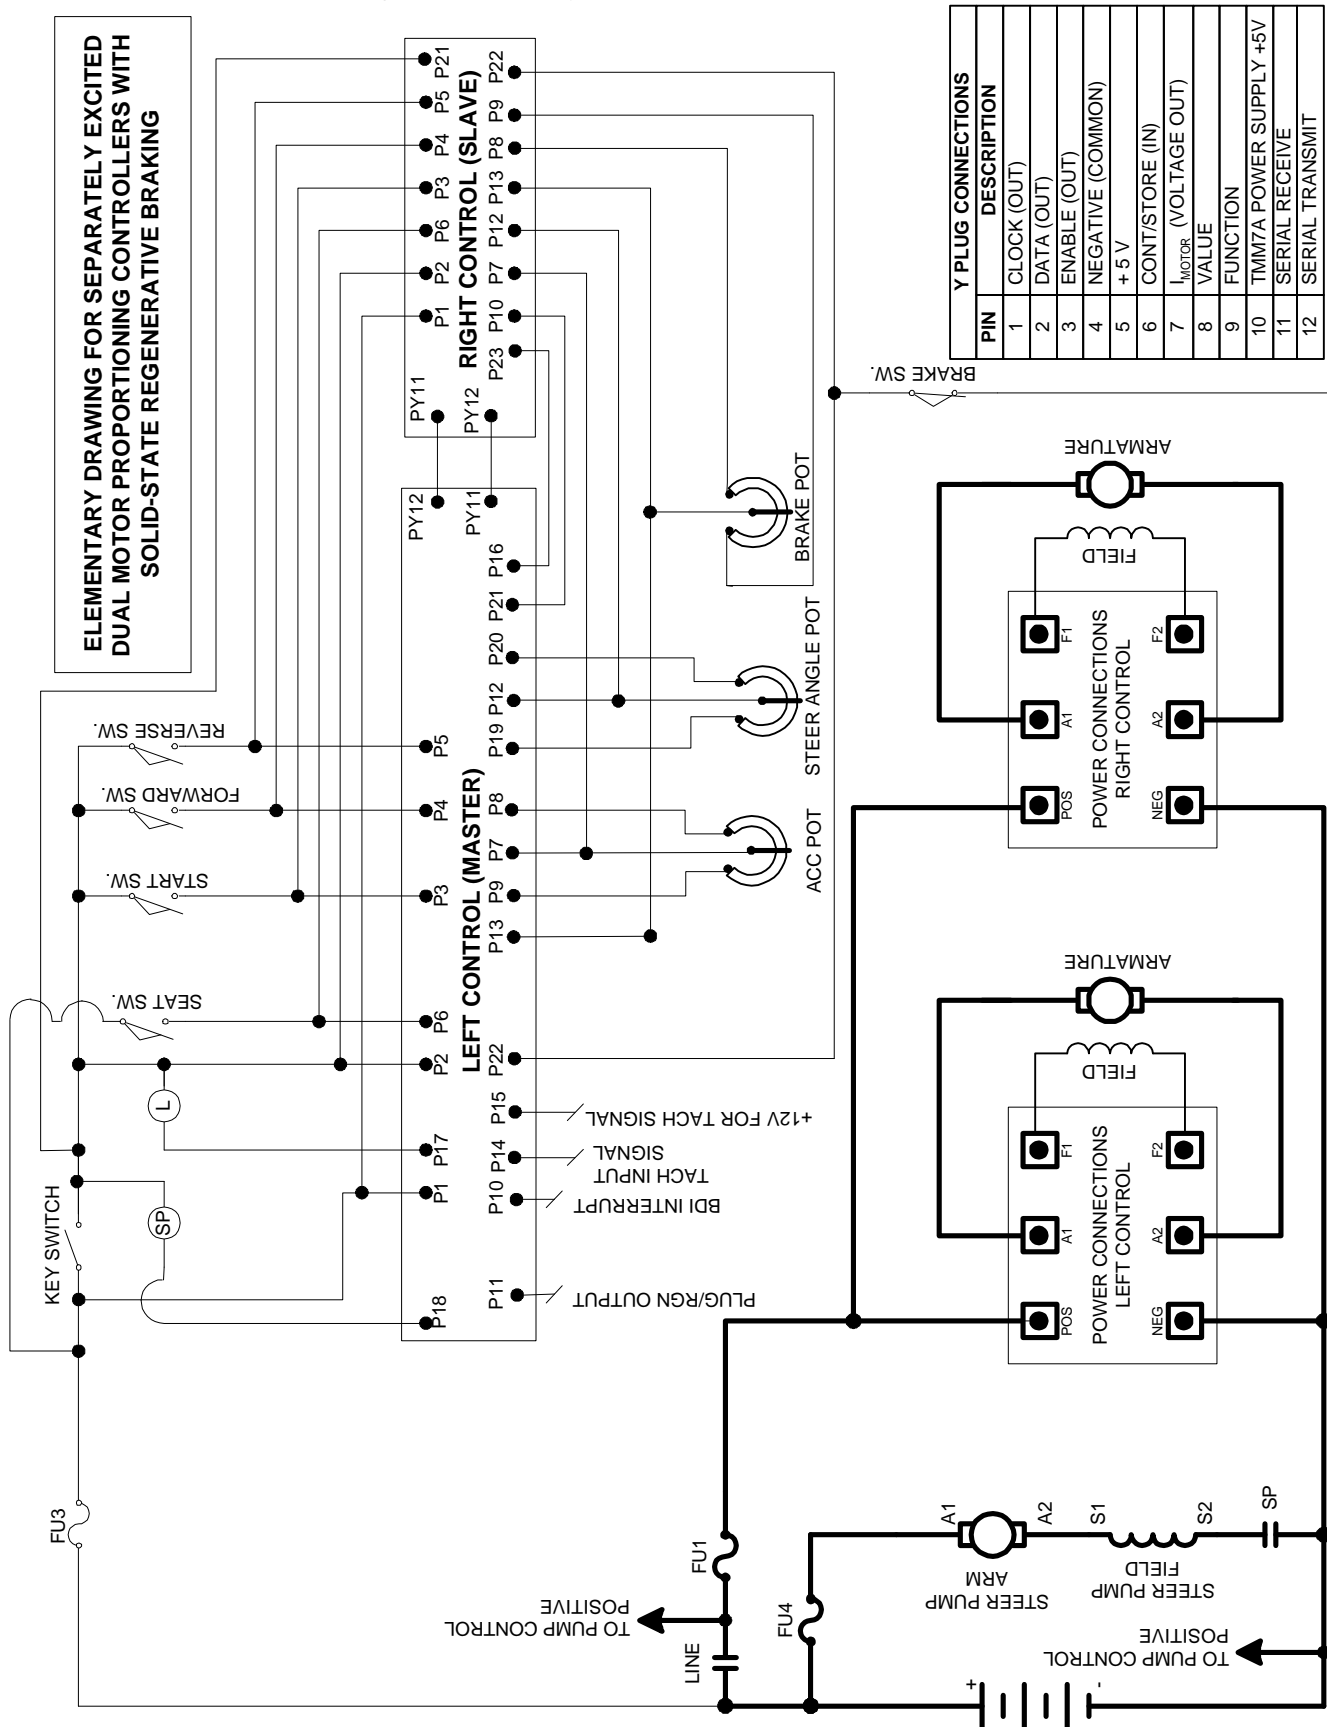 ELEMENTARY DRAWING FOR SEPARATELY EXCITED
DUAL MOTOR PROPORTIONING CONTROLLERS WITH
SOLID-STATE REGENERATIVE BRAKING
FU3
KEY SWITCH
SP
L
SEAT SW.
START SW.
FORWARD SW.
REVERSE SW.
P18
P1
P17
P2
P6
P3
P4
P5
PY12
PY11
LEFT CONTROL (MASTER)
P11
P10
P14
P15
P22
P13
P9
P7
P8
P19
P12
P20
P21
P16
PY11
PY12
P1
P2
P6
P3
P4
P5
P21
RIGHT CONTROL (SLAVE)
P23
P10
P7
P12
P13
P8
P9
P22
PLUG/RGN OUTPUT
BDI INTERRUPT
TACH INPUT
SIGNAL
+12V FOR TACH SIGNAL
ACC POT
STEER ANGLE POT
BRAKE POT
BRAKE SW.
LINE
TO PUMP CONTROL
POSITIVE
FU1
FU4
A1
STEER PUMP
ARM
A2
S1
STEER PUMP
FIELD
S2
SP
+
-
TO PUMP CONTROL
POSITIVE
POS
A1
F1
POWER CONNECTIONS
LEFT CONTROL
NEG
A2
F2
FIELD
ARMATURE
POS
A1
F1
POWER CONNECTIONS
RIGHT CONTROL
NEG
A2
F2
FIELD
ARMATURE
Y PLUG CONNECTIONS
PIN DESCRIPTION
1 CLOCK (OUT)
2 DATA (OUT)
3 ENABLE (OUT)
4 NEGATIVE (COMMON)
5 + 5 V
6 CONT/STORE (IN)
7 IMOTOR (VOLTAGE OUT)
8 VALUE
9 FUNCTION
10 TMM7A POWER SUPPLY +5V
11 SERIAL RECEIVE
12 SERIAL TRANSMIT